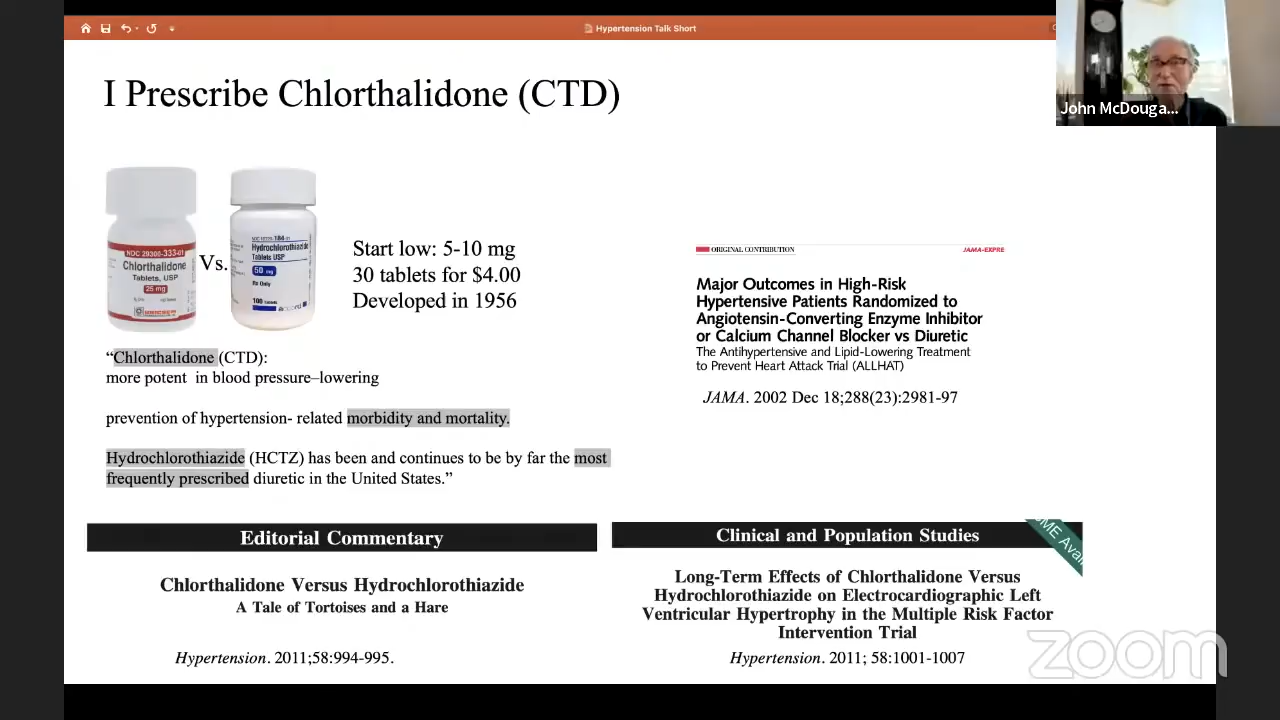 Hypertension Talk Short
John McDouga...
I Prescribe Chlorthalidone (CTD)
NDC 29300-333-01
Chlorthalidone
Tablets, USP
25 mg
Vs.
Hydrochlorothiazide
Tablets USP
50 mg
Rx Only
100
Start low: 5-10 mg
30 tablets for $4.00
Developed in 1956
“Chlorthalidone (CTD):
more potent in blood pressure–lowering
prevention of hypertension- related morbidity and mortality.
Hydrochlorothiazide (HCTZ) has been and continues to be by far the most
frequently prescribed diuretic in the United States.”
ORIGINAL CONTRIBUTION
JAMA-EXPRE
Major Outcomes in High-Risk
Hypertensive Patients Randomized to
Angiotensin-Converting Enzyme Inhibitor
or Calcium Channel Blocker vs Diuretic
The Antihypertensive and Lipid-Lowering Treatment
to Prevent Heart Attack Trial (ALLHAT)
JAMA. 2002 Dec 18;288(23):2981-97
Editorial Commentary
Chlorthalidone Versus Hydrochlorothiazide
A Tale of Tortoises and a Hare
Hypertension. 2011;58:994-995.
Clinical and Population Studies
CME Avai
Long-Term Effects of Chlorthalidone Versus
Hydrochlorothiazide on Electrocardiographic Left
Ventricular Hypertrophy in the Multiple Risk Factor
Intervention Trial
Hypertension. 2011; 58:1001-1007
zoom